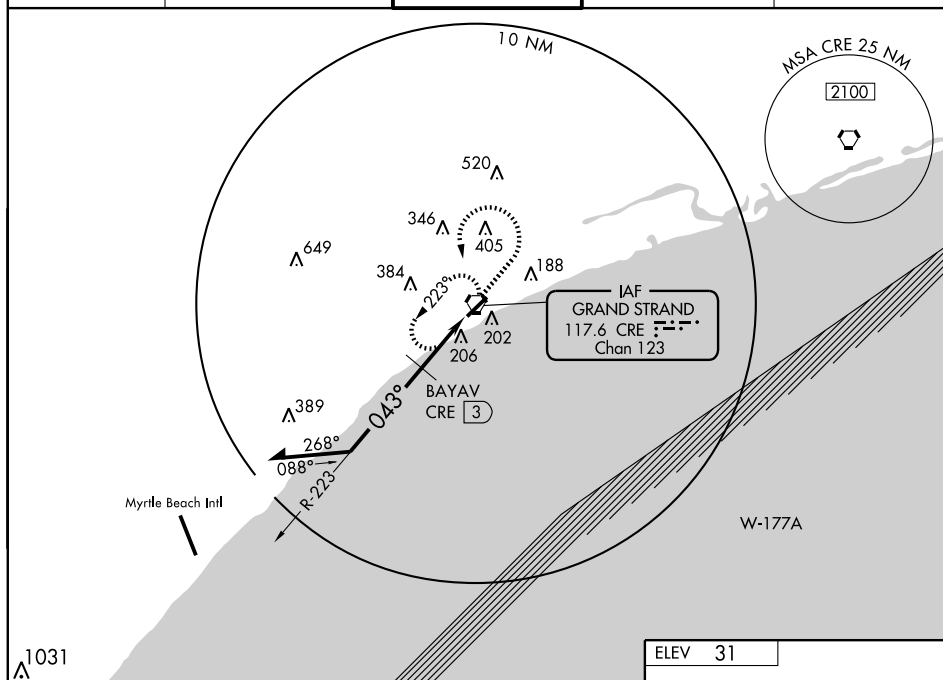 10 NM
MSA CRE 25 NM
2100
520
346
405
649
384
223°
188
IAF
GRAND STRAND
117.6 CRE
Chan 123
202
206
BAYAV
CRE 3
043°
389
268°
088°
R-223
Myrtle Beach Intl
W-177A
1031
ELEV 31